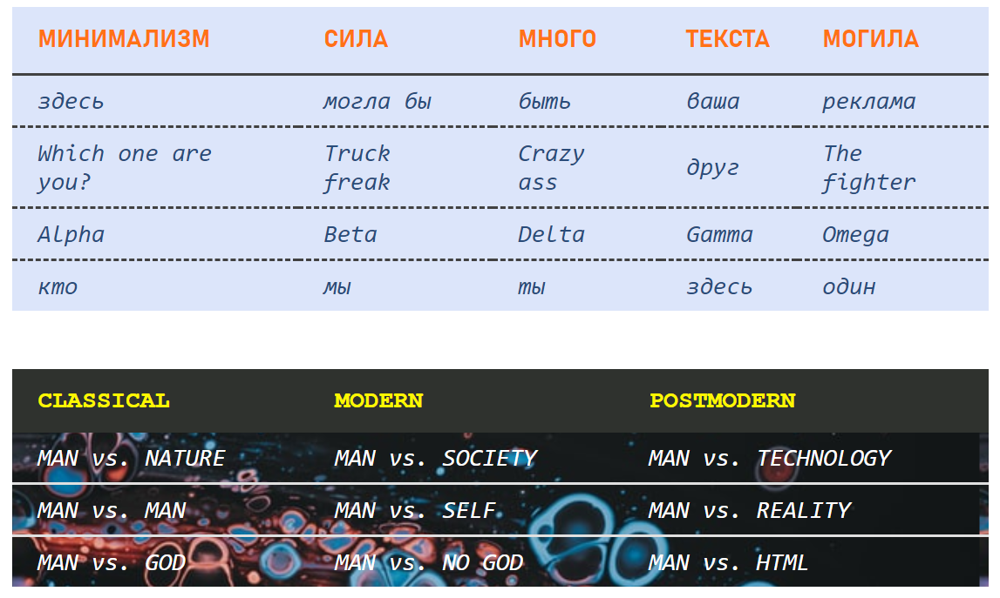 МИНИМАЛИЗМ СИЛА МНОГО ТЕКСТА МОГИЛА
здесь могла бы быть ваша реклама
Which one are you? Truck freak Crazy ass друг The fighter
Alpha Beta Delta Gamma Omega
кто мы ты здесь один
CLASSICAL MODERN POSTMODERN
MAN vs. NATURE MAN vs. SOCIETY MAN vs. TECHNOLOGY
MAN vs. MAN MAN vs. SELF MAN vs. REALITY
MAN vs. GOD MAN vs. NO GOD MAN vs. HTML